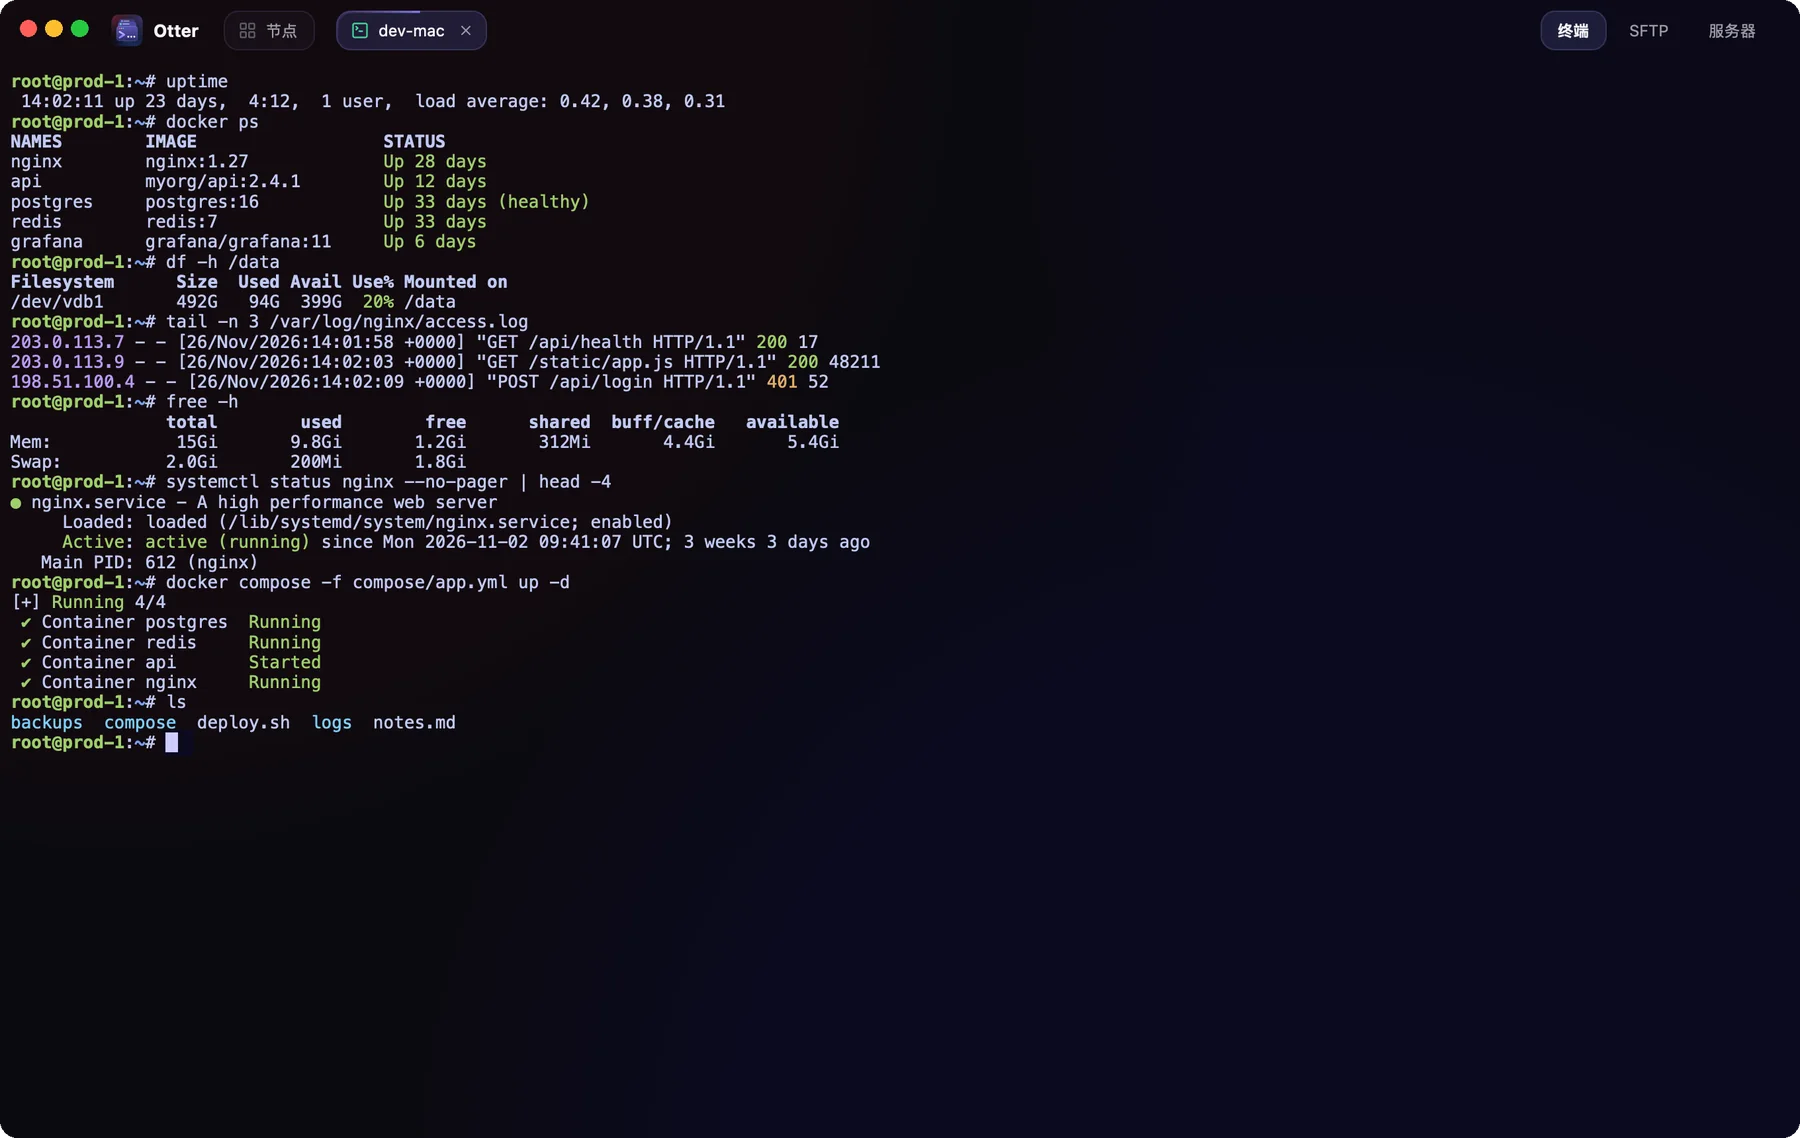 Otter 节点 dev-mac 终端 SFTP 服务器
root@prod-1:~# uptime
 14:02:11 up 23 days,  4:12,  1 user,  load average: 0.42, 0.38, 0.31
root@prod-1:~# docker ps
NAMES        IMAGE                  STATUS
nginx        nginx:1.27             Up 28 days
api          myorg/api:2.4.1        Up 12 days
postgres     postgres:16            Up 33 days (healthy)
redis        redis:7                Up 33 days
grafana      grafana/grafana:11     Up 6 days
root@prod-1:~# df -h /data
Filesystem      Size  Used Avail Use% Mounted on
/dev/vdb1       492G   94G  399G  20% /data
root@prod-1:~# tail -n 3 /var/log/nginx/access.log
203.0.113.7 - - [26/Nov/2026:14:01:58 +0000] "GET /api/health HTTP/1.1" 200 17
203.0.113.9 - - [26/Nov/2026:14:02:03 +0000] "GET /static/app.js HTTP/1.1" 200 48211
198.51.100.4 - - [26/Nov/2026:14:02:09 +0000] "POST /api/login HTTP/1.1" 401 52
root@prod-1:~# free -h
               total        used        free      shared  buff/cache   available
Mem:            15Gi       9.8Gi       1.2Gi       312Mi       4.4Gi       5.4Gi
Swap:          2.0Gi       200Mi       1.8Gi
root@prod-1:~# systemctl status nginx --no-pager | head -4
● nginx.service - A high performance web server
     Loaded: loaded (/lib/systemd/system/nginx.service; enabled)
     Active: active (running) since Mon 2026-11-02 09:41:07 UTC; 3 weeks 3 days ago
   Main PID: 612 (nginx)
root@prod-1:~# docker compose -f compose/app.yml up -d
[+] Running 4/4
 ✔ Container postgres  Running
 ✔ Container redis     Running
 ✔ Container api       Started
 ✔ Container nginx     Running
root@prod-1:~# ls
backups  compose  deploy.sh  logs  notes.md
root@prod-1:~#